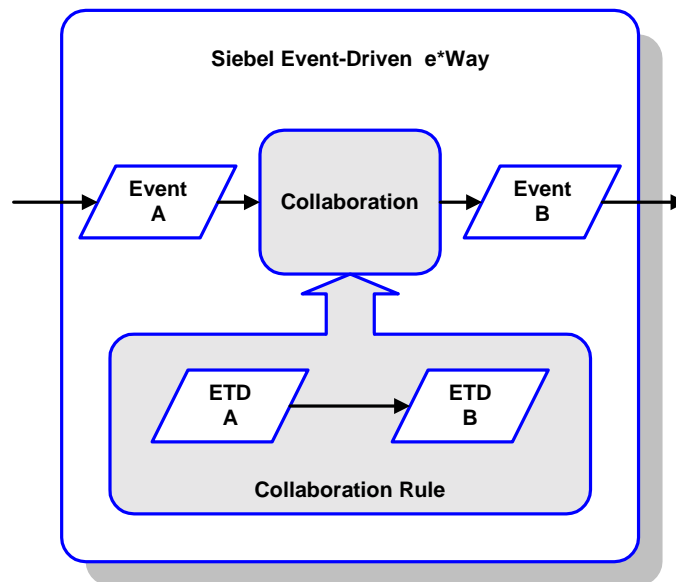 Siebel Event-Driven e*Way
Event
A
Collaboration
Event
B
ETD
A
ETD
B
Collaboration Rule